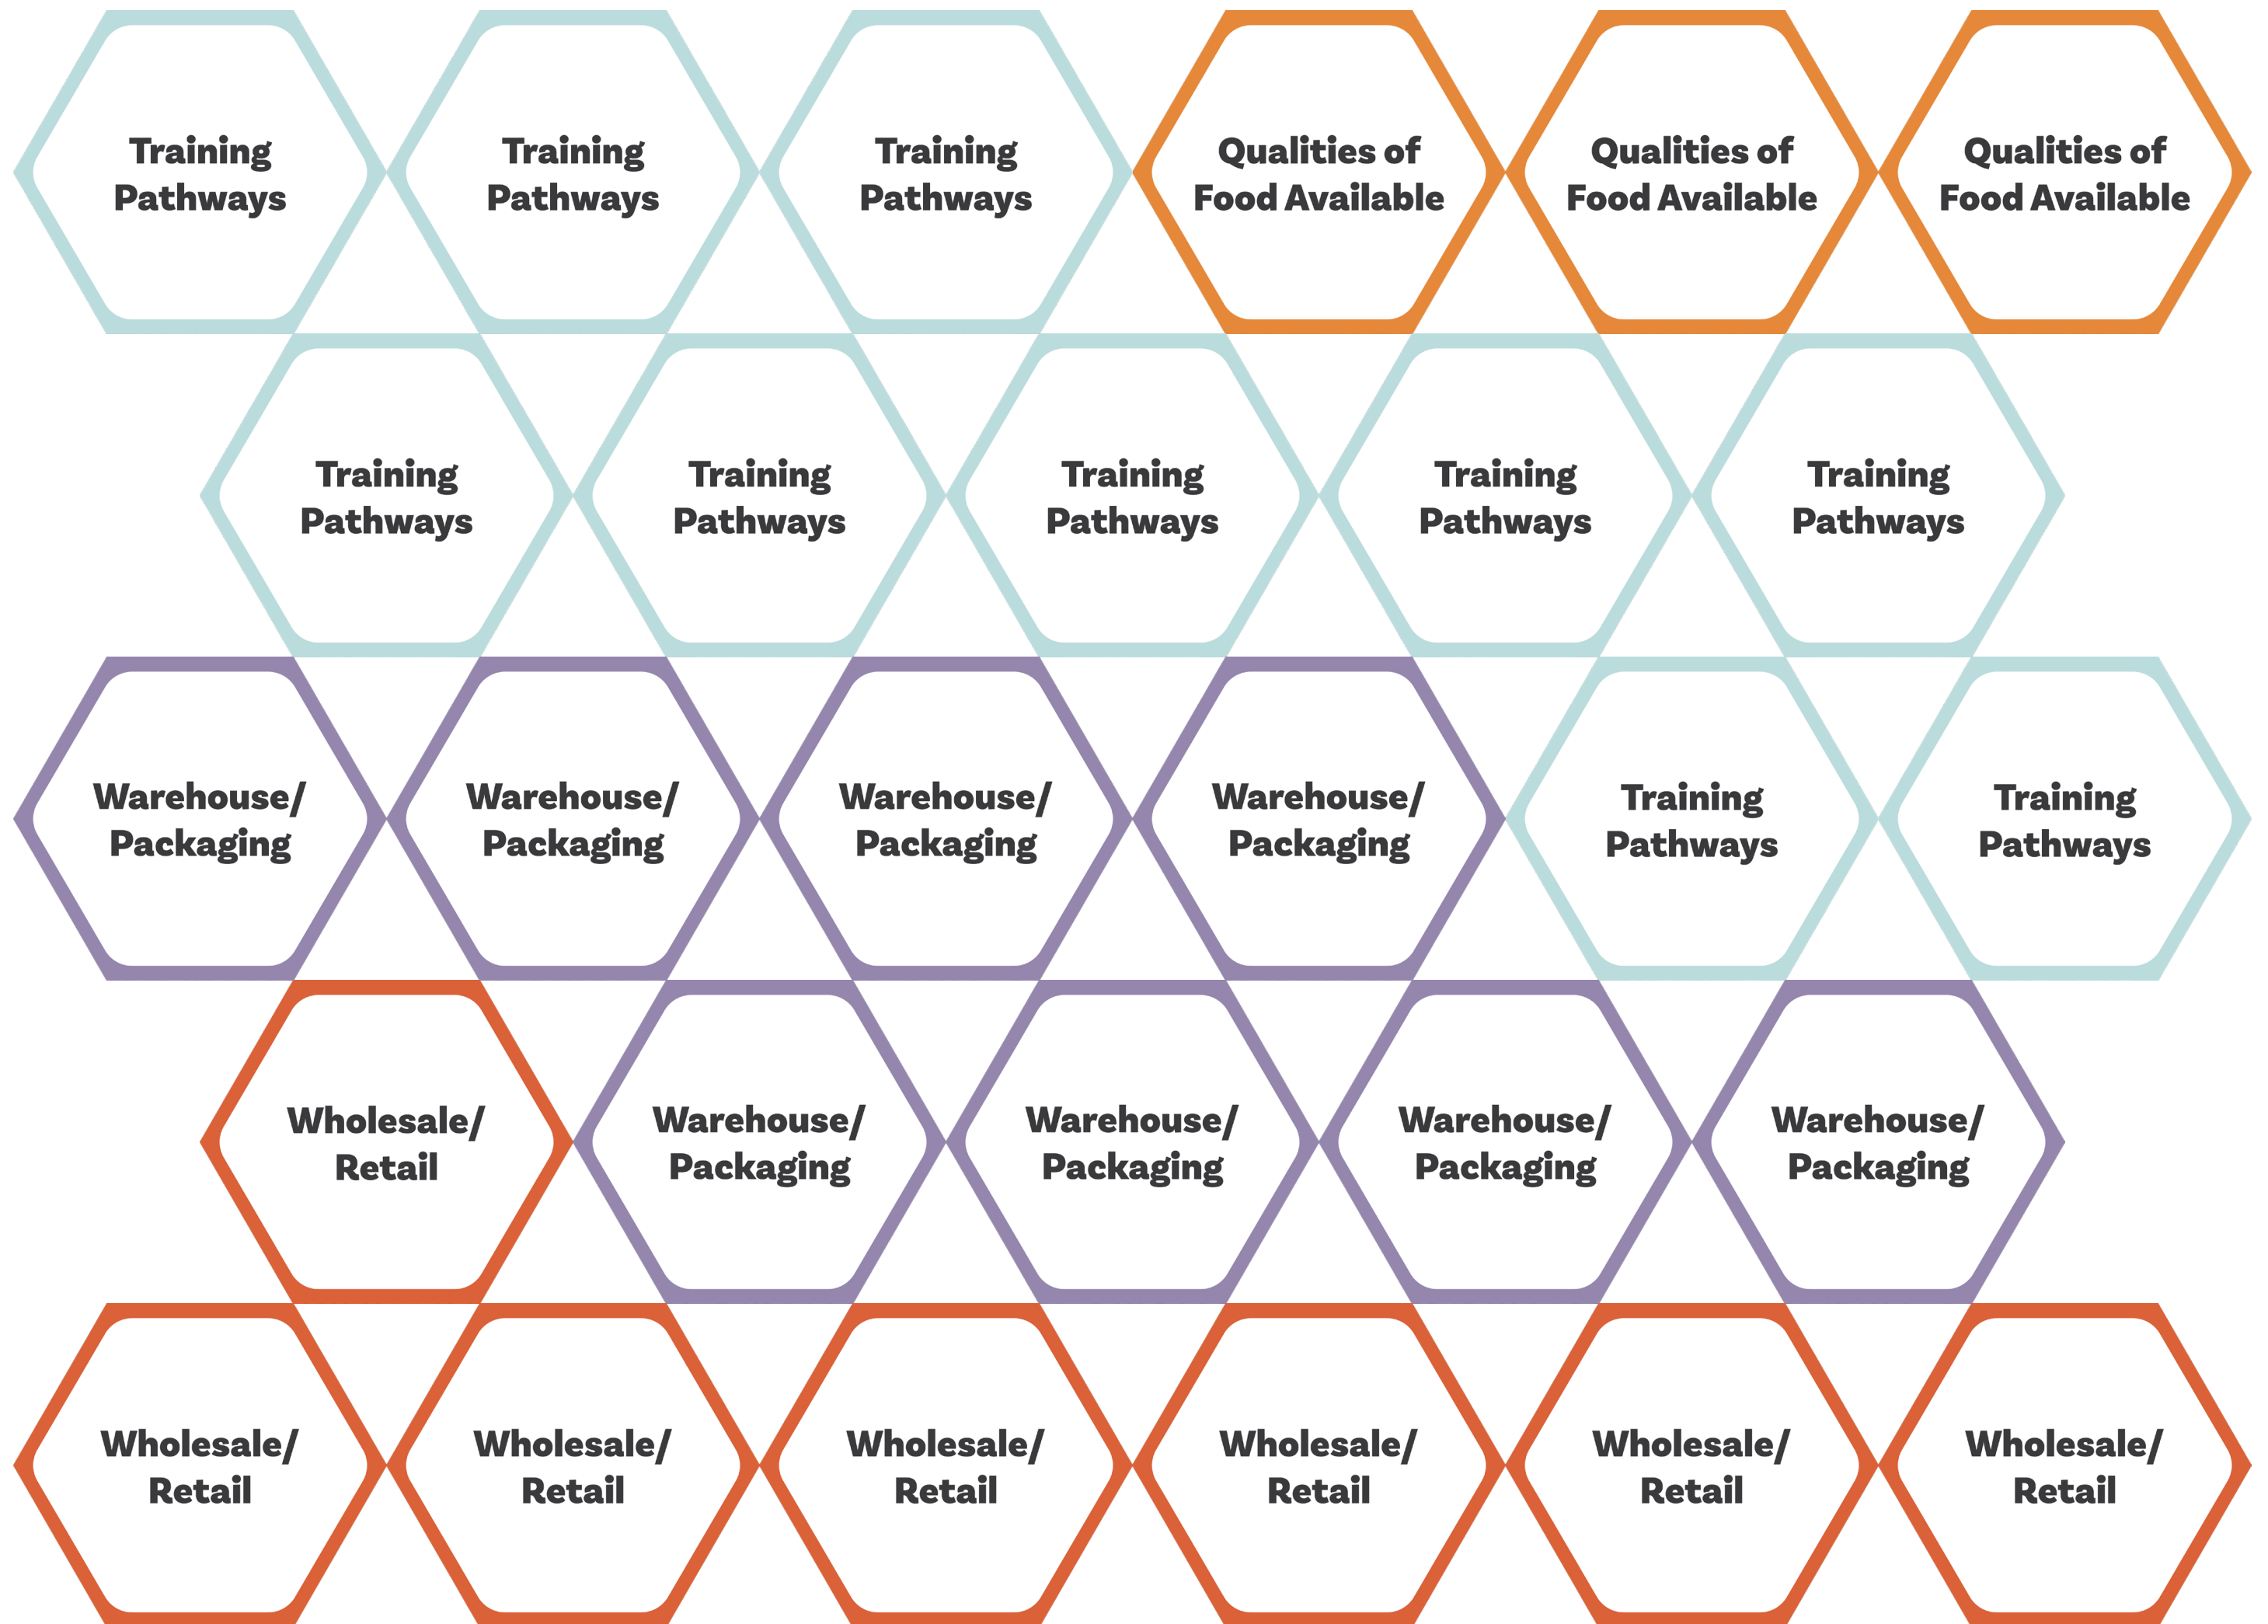 Training
Pathways
Training
Pathways
Training
Pathways
Qualities of
Food Available
Qualities of
Food Available
Qualities of
Food Available
Training
Pathways
Training
Pathways
Training
Pathways
Training
Pathways
Training
Pathways
Warehouse/
Packaging
Warehouse/
Packaging
Warehouse/
Packaging
Warehouse/
Packaging
Training
Pathways
Training
Pathways
Wholesale/
Retail
Warehouse/
Packaging
Warehouse/
Packaging
Warehouse/
Packaging
Warehouse/
Packaging
Wholesale/
Retail
Wholesale/
Retail
Wholesale/
Retail
Wholesale/
Retail
Wholesale/
Retail
Wholesale/
Retail